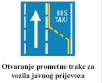 BUS
TAXI
Otvaranje prometne trake za
vozila javnog prijevoza